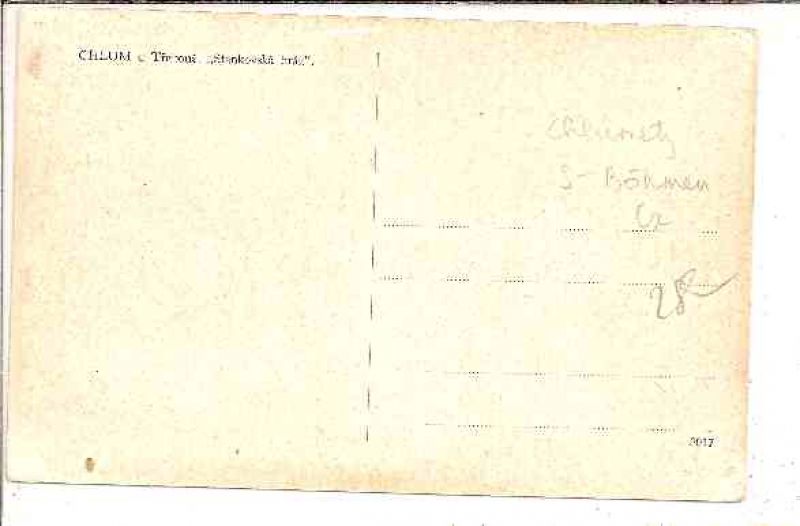 CHLUM u Třeboně. „Staňkovská hráz".
Chlumetz
S- Böhmen
Cz
28
3017